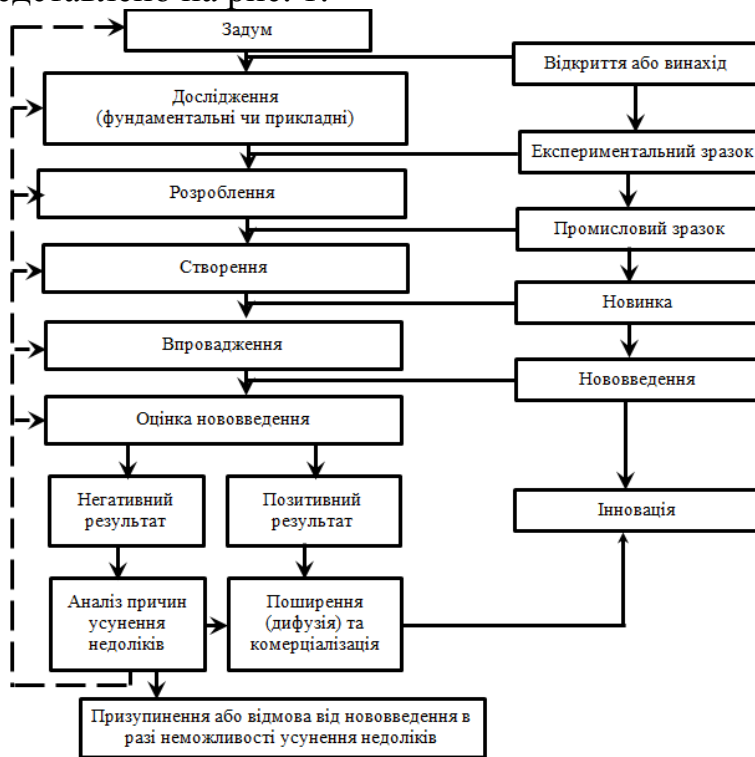 на рис. 1.
Задум
Відкриття або винахід
Дослідження
(фундаментальні чи прикладні)
Експериментальний зразок
Розроблення
Промисловий зразок
Створення
Новинка
Впровадження
Нововведення
Оцінка нововведення
Негативний
результат
Позитивний
результат
Інновація
Аналіз причин
усунення
недоліків
Поширення
(дифузія) та
комерціалізація
Призупинення або відмова від нововведення в
разі неможливості усунення недоліків